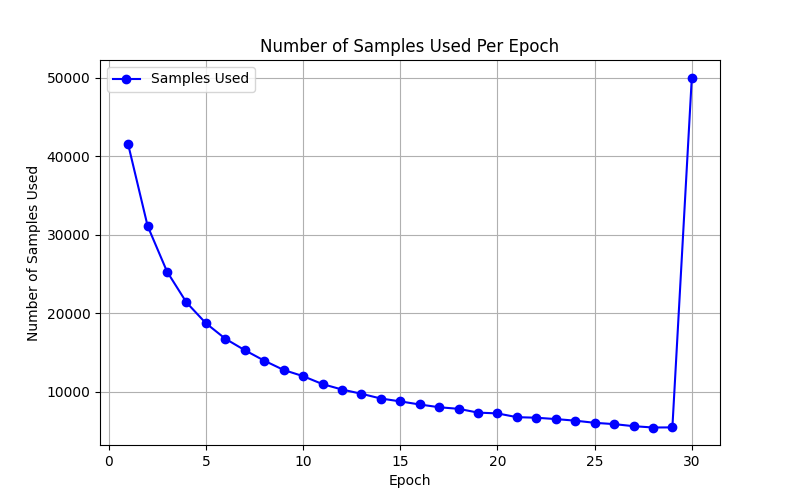 Number of Samples Used Per Epoch
Samples Used
Number of Samples Used
50000
40000
30000
20000
10000
0 5 10 15 20 25 30
Epoch